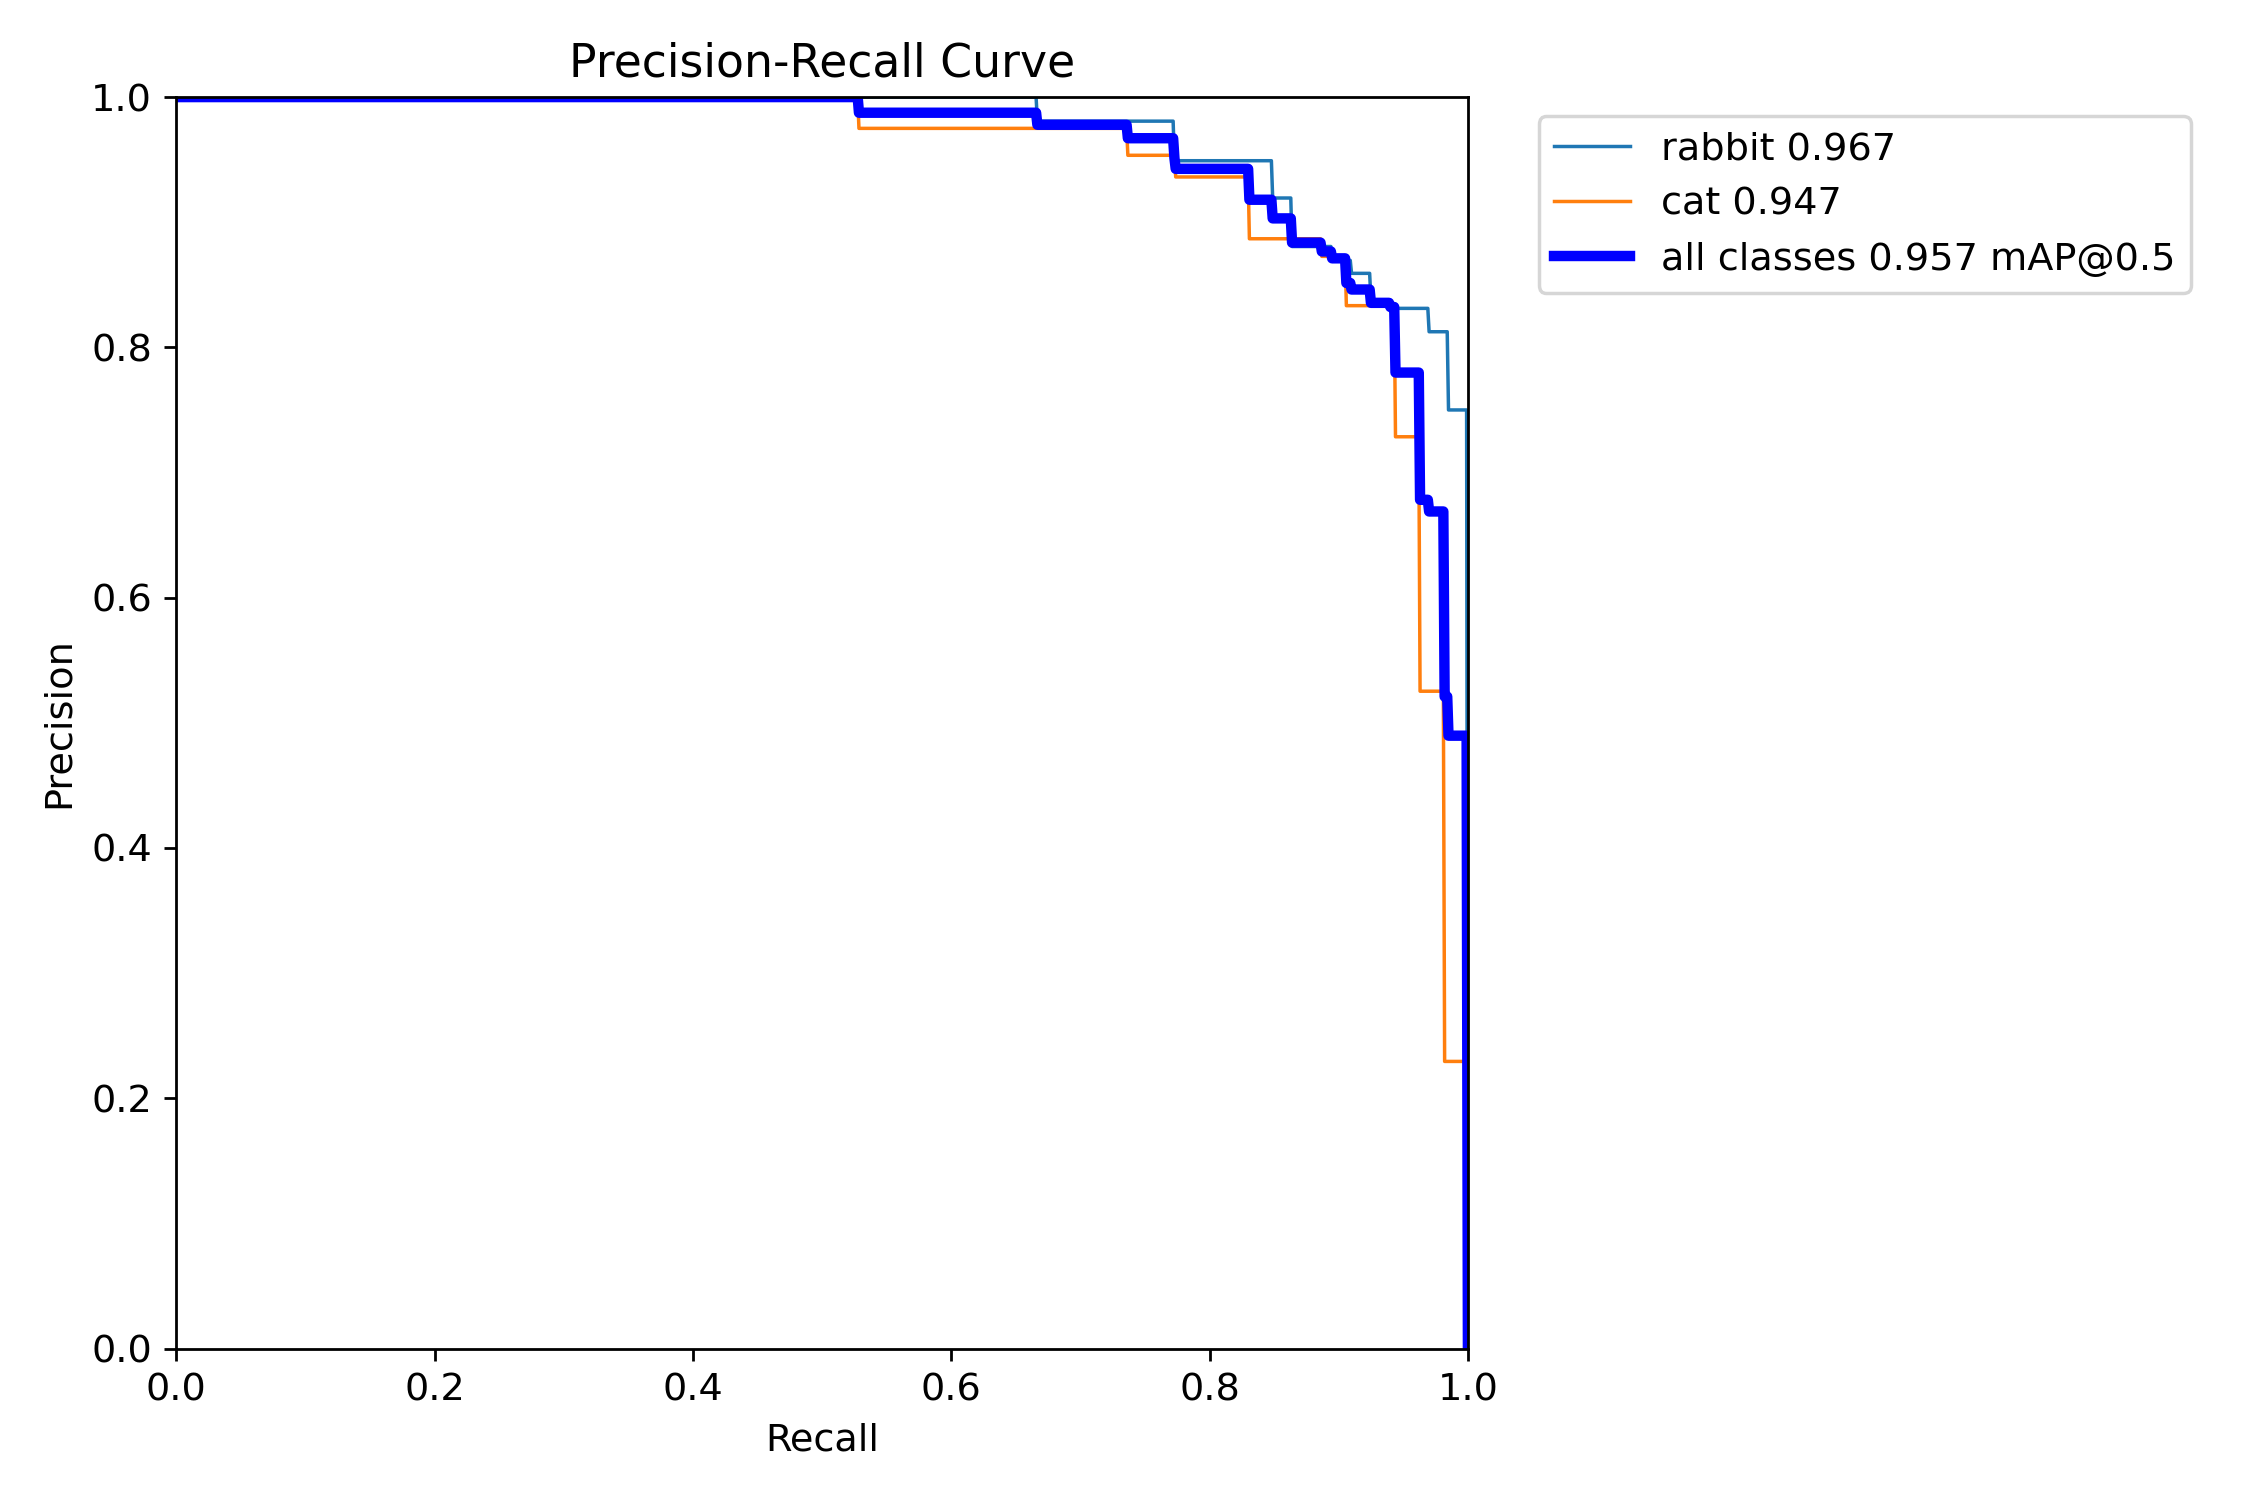 Precision-Recall Curve
1.0
0.8
0.6
0.4
0.2
0.0
Precision
0.0 0.2 0.4 0.6 0.8 1.0
Recall
rabbit 0.967
cat 0.947
all classes 0.957 mAP@0.5